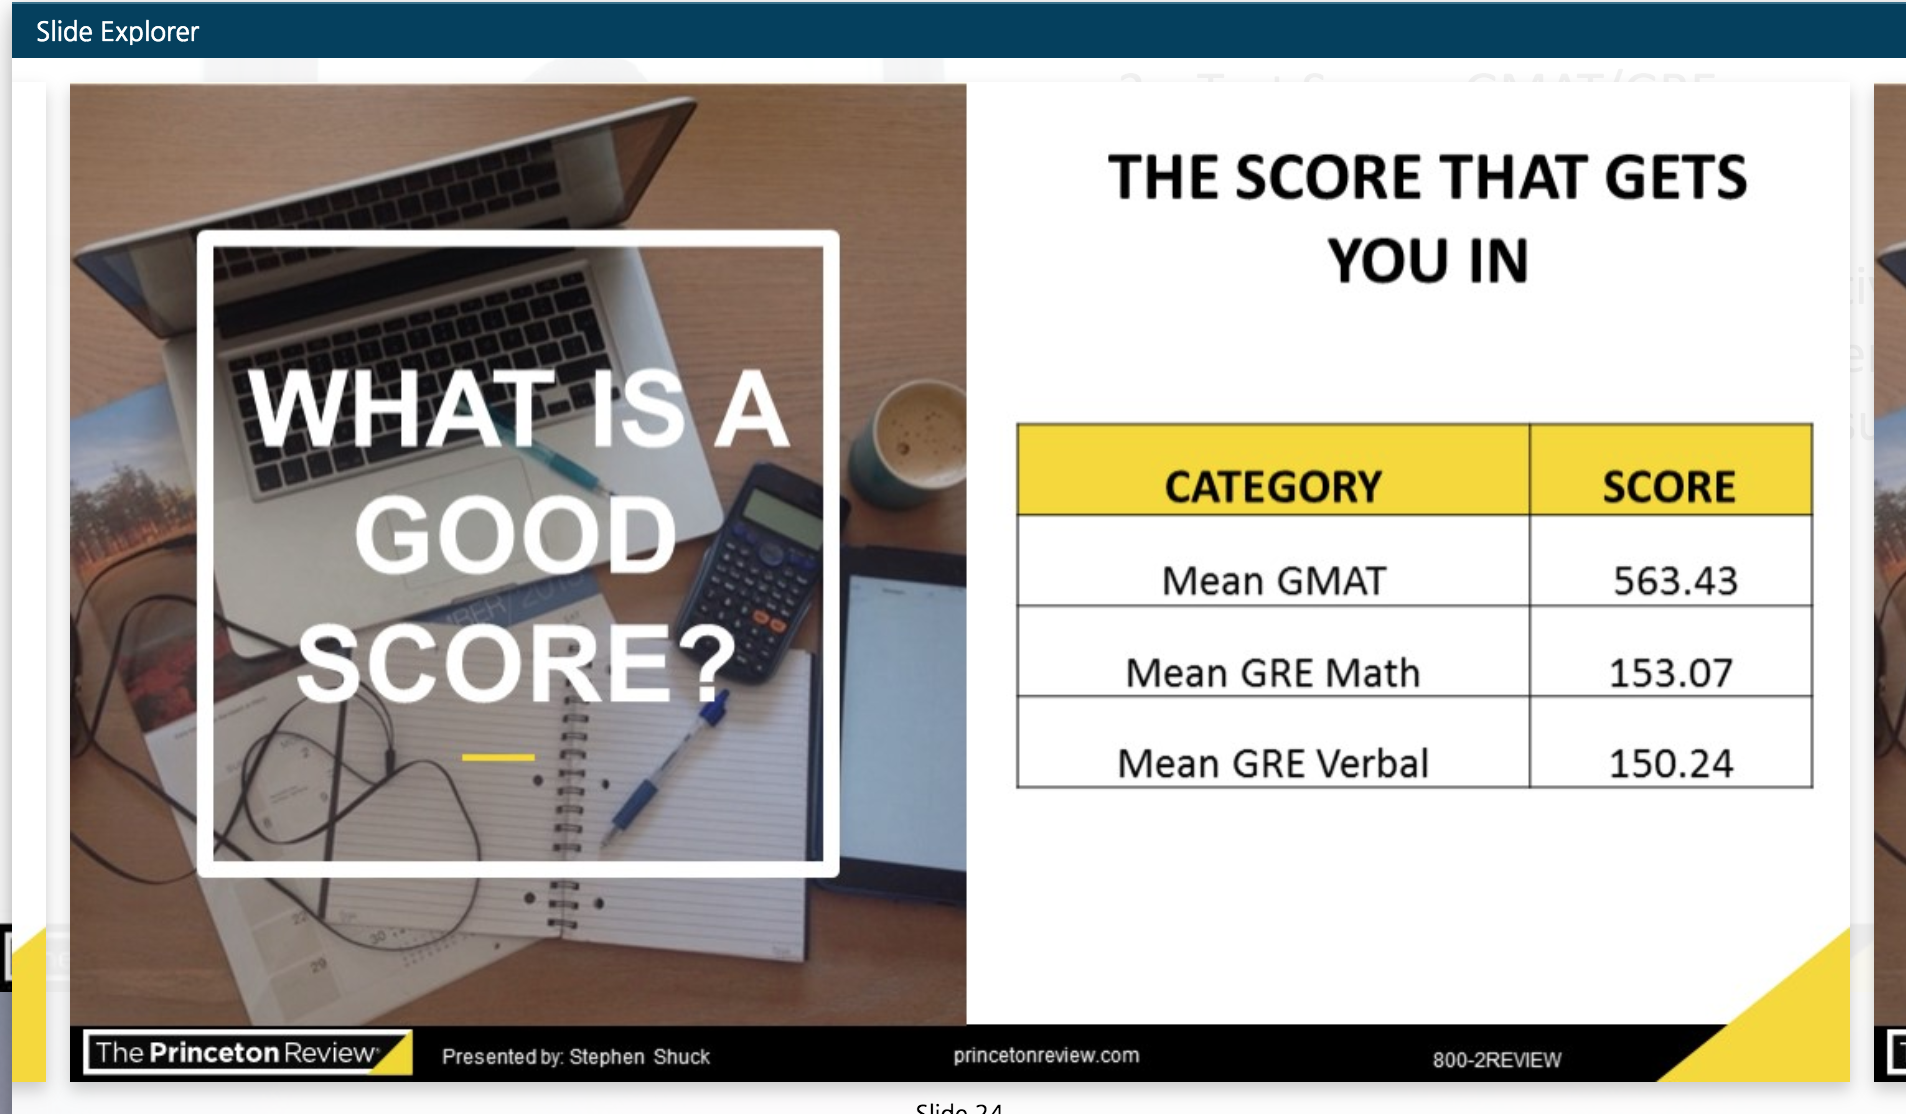 Slide Explorer
WHAT IS A
GOOD
SCORE?
THE SCORE THAT GETS
YOU IN
CATEGORY SCORE
Mean GMAT 563.43
Mean GRE Math 153.07
Mean GRE Verbal 150.24
The Princeton Review
Presented by: Stephen Shuck
princetonreview.com
800-2REVIEW
Slide 24